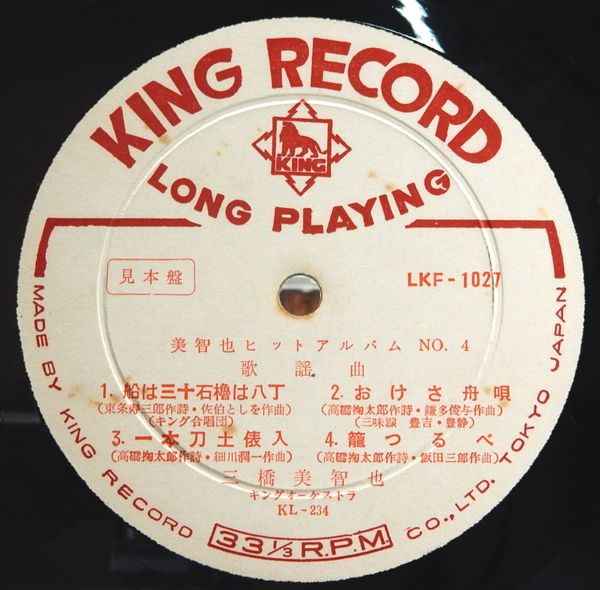 KING RECORD
KING
LONG PLAYING
見本盤
LKF-1027
美智也ヒットアルバム NO. 4
歌謡曲
1. 船は三十石櫓は八丁
(東条寿三郎作詩・佐伯としを作曲)
(キング合唱団)
2. おけさ舟唄
(高橋掬太郎作詩・鎌多俊与作曲)
(三味線 豊吉・豊静)
3. 一本刀土俵入
(高橋掬太郎作詩・細川潤一作曲)
4. 籠つるべ
(高橋掬太郎作詩・飯田三郎作曲)
三橋美智也
キングオーケストラ
KL-234
MADE BY KING RECORD CO., LTD. TOKYO JAPAN
33 1/3 R.P.M.